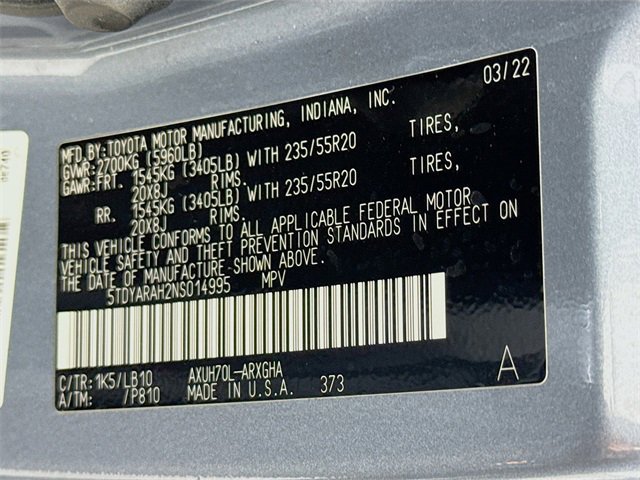 03/22
MFD.BY:TOYOTA MOTOR MANUFACTURING, INDIANA, INC.
GVWR:2700KG (5960LB)
GAWR:FRT. 1545KG (3405LB) WITH 235/55R20 TIRES,
20X8J RIMS.
RR. 1545KG (3405LB) WITH 235/55R20 TIRES,
20X8J RIMS.
THIS VEHICLE CONFORMS TO ALL APPLICABLE FEDERAL MOTOR
VEHICLE SAFETY AND THEFT PREVENTION STANDARDS IN EFFECT ON
THE DATE OF MANUFACTURE SHOWN ABOVE.
5TDYARAH2NS014995 MPV
C/TR: 1K5/LB10 AXUH70L-ARXGHA
A/TM: /P810 MADE IN U.S.A. 373
A